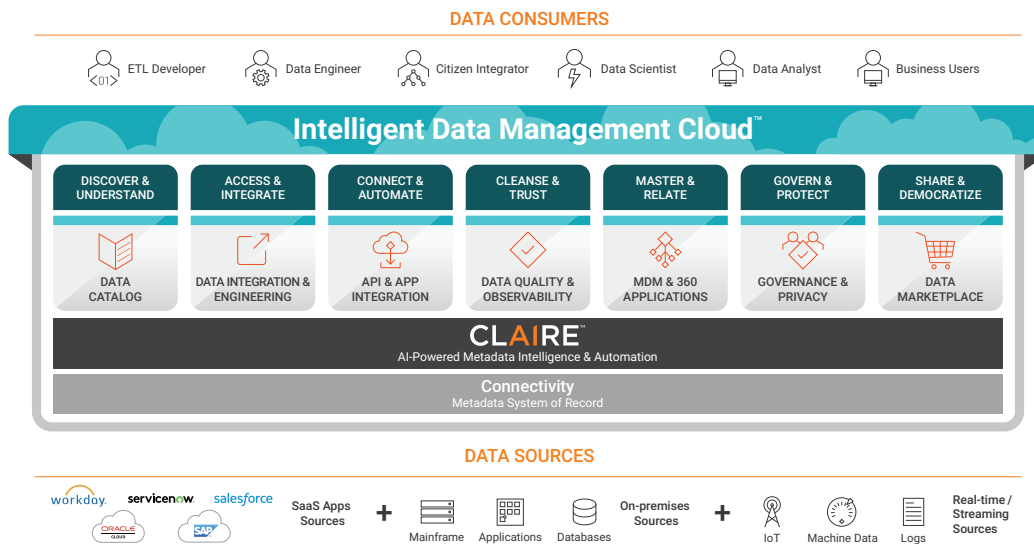 DATA CONSUMERS
<01>
ETL Developer
Data Engineer
Citizen Integrator
Data Scientist
Data Analyst
Business Users
Intelligent Data Management Cloud™
DISCOVER &
UNDERSTAND
ACCESS &
INTEGRATE
CONNECT &
AUTOMATE
CLEANSE &
TRUST
MASTER &
RELATE
GOVERN &
PROTECT
SHARE &
DEMOCRATIZE
DATA
CATALOG
DATA INTEGRATION &
ENGINEERING
API & APP
INTEGRATION
DATA QUALITY &
OBSERVABILITY
MDM & 360
APPLICATIONS
GOVERNANCE &
PRIVACY
DATA
MARKETPLACE
CLAIRE™
AI-Powered Metadata Intelligence & Automation
Connectivity
Metadata System of Record
DATA SOURCES
workday.
servicenow.
salesforce
ORACLE
CLOUD
SAP
SaaS Apps
Sources
+
Mainframe
Applications
Databases
On-premises
Sources
+
IoT
Machine Data
Logs
Real-time /
Streaming
Sources